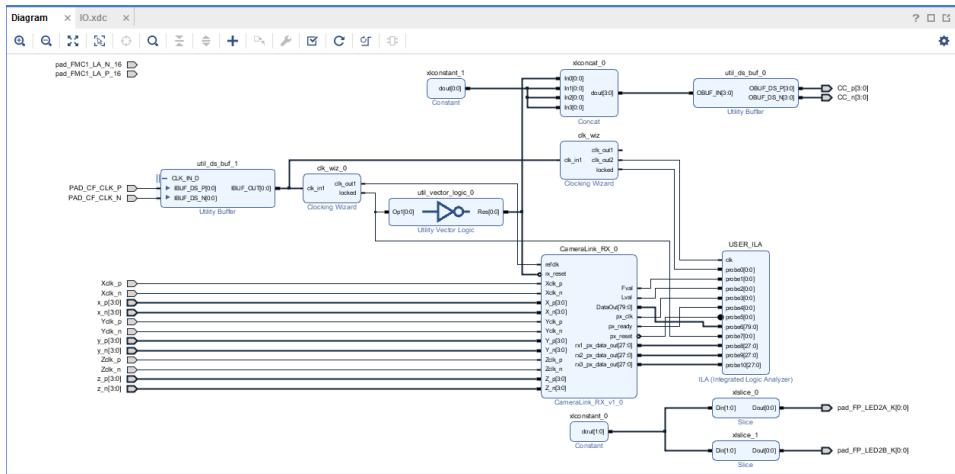 Diagram × IO.xdc ×
pad_FMC1_LA_N_16
pad_FMC1_LA_P_16
xlconstant_1
dout[0:0]
Constant
xlconcat_0
In0[0:0]
In1[0:0]
In2[0:0]
In3[0:0]
dout[3:0]
Concat
util_ds_buf_0
OBUF_IN[3:0]
OBUF_DS_P[3:0]
OBUF_DS_N[3:0]
Utility Buffer
CC_p[3:0]
CC_n[3:0]
clk_wiz
clk_in1
clk_out1
clk_out2
locked
Clocking Wizard
util_ds_buf_1
CLK_IN_D
IBUF_DS_P[0:0]
IBUF_DS_N[0:0]
IBUF_OUT[0:0]
Utility Buffer
PAD_CF_CLK_P
PAD_CF_CLK_N
clk_wiz_0
clk_in1
clk_out1
locked
Clocking Wizard
util_vector_logic_0
Op1[0:0]
Res[0:0]
Utility Vector Logic
CameraLink_RX_0
refclk
rx_reset
Xclk_p
Xclk_n
X_p[3:0]
X_n[3:0]
Yclk_p
Yclk_n
Y_p[3:0]
Y_n[3:0]
Zclk_p
Zclk_n
Z_p[3:0]
Z_n[3:0]
Fval
Lval
DataOut[79:0]
px_clk
px_ready
px_reset
rx1_px_data_out[27:0]
rx2_px_data_out[27:0]
rx3_px_data_out[27:0]
CameraLink_RX_v1_0
Xclk_p
Xclk_n
x_p[3:0]
x_n[3:0]
Yclk_p
Yclk_n
y_p[3:0]
y_n[3:0]
Zclk_p
Zclk_n
z_p[3:0]
z_n[3:0]
USER_ILA
clk
probe0[0:0]
probe1[0:0]
probe2[0:0]
probe3[0:0]
probe4[0:0]
probe5[0:0]
probe6[79:0]
probe7[0:0]
probe8[27:0]
probe9[27:0]
probe10[27:0]
ILA (Integrated Logic Analyzer)
xlconstant_0
dout[1:0]
Constant
xlslice_0
Din[1:0]
Dout[0:0]
Slice
pad_FP_LED2A_K[0:0]
xlslice_1
Din[1:0]
Dout[0:0]
Slice
pad_FP_LED2B_K[0:0]